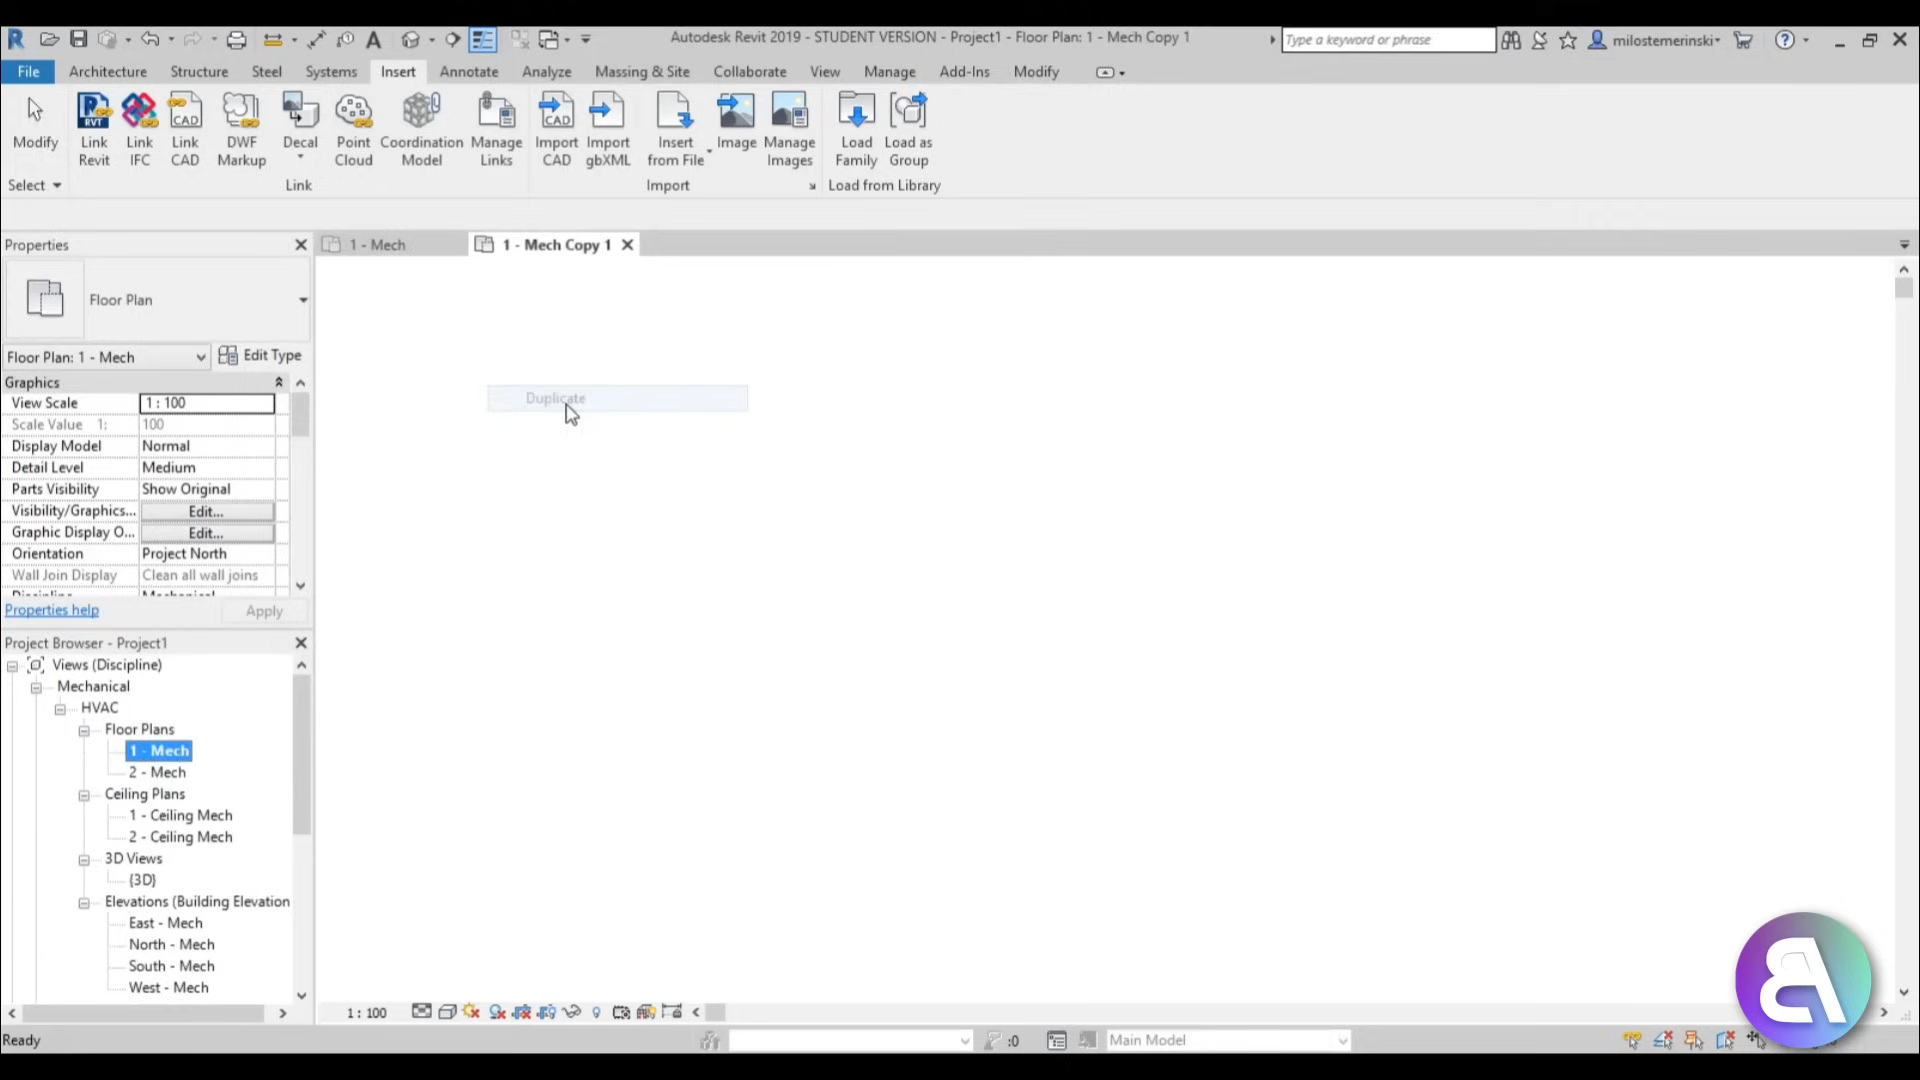 Autodesk Revit 2019 - STUDENT VERSION - Project1 - Floor Plan: 1 - Mech Copy 1
Type a keyword or phrase
milostemerinski
File Architecture Structure Steel Systems Insert Annotate Analyze Massing & Site Collaborate View Manage Add-Ins Modify
Modify
Link Revit
Link IFC
Link CAD
DWF Markup
Decal
Point Cloud
Coordination Model
Manage Links
Import CAD
Import gbXML
Insert from File
Image
Manage Images
Load Family
Load as Group
Select
Link
Import
Load from Library
Properties
1 - Mech
1 - Mech Copy 1
Floor Plan
Floor Plan: 1 - Mech
Edit Type
Graphics
View Scale 1 : 100
Scale Value 1: 100
Display Model Normal
Detail Level Medium
Parts Visibility Show Original
Visibility/Graphics... Edit...
Graphic Display O... Edit...
Orientation Project North
Wall Join Display Clean all wall joins
Discipline Mechanical
Properties help
Apply
Duplicate
Project Browser - Project1
Views (Discipline)
Mechanical
HVAC
Floor Plans
1 - Mech
2 - Mech
Ceiling Plans
1 - Ceiling Mech
2 - Ceiling Mech
3D Views
{3D}
Elevations (Building Elevation
East - Mech
North - Mech
South - Mech
West - Mech
1 : 100
Ready
:0
Main Model